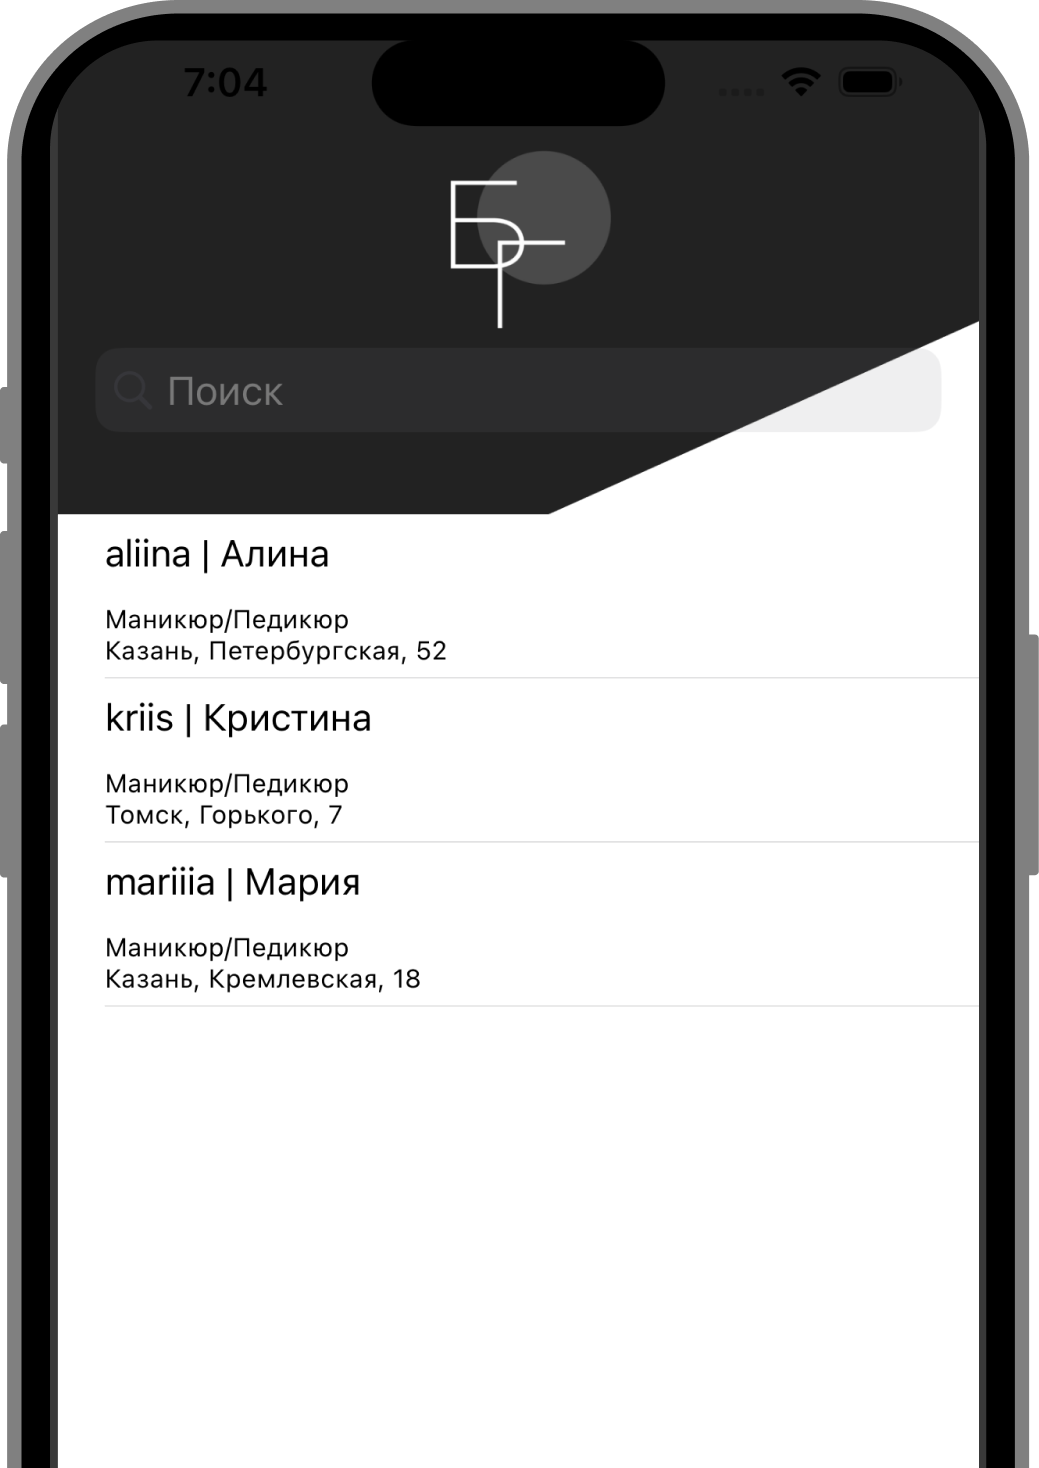 7:04
БГ
Поиск
aliina | Алина
Маникюр/Педикюр
Казань, Петербургская, 52
kriis | Кристина
Маникюр/Педикюр
Томск, Горького, 7
mariiia | Мария
Маникюр/Педикюр
Казань, Кремлевская, 18